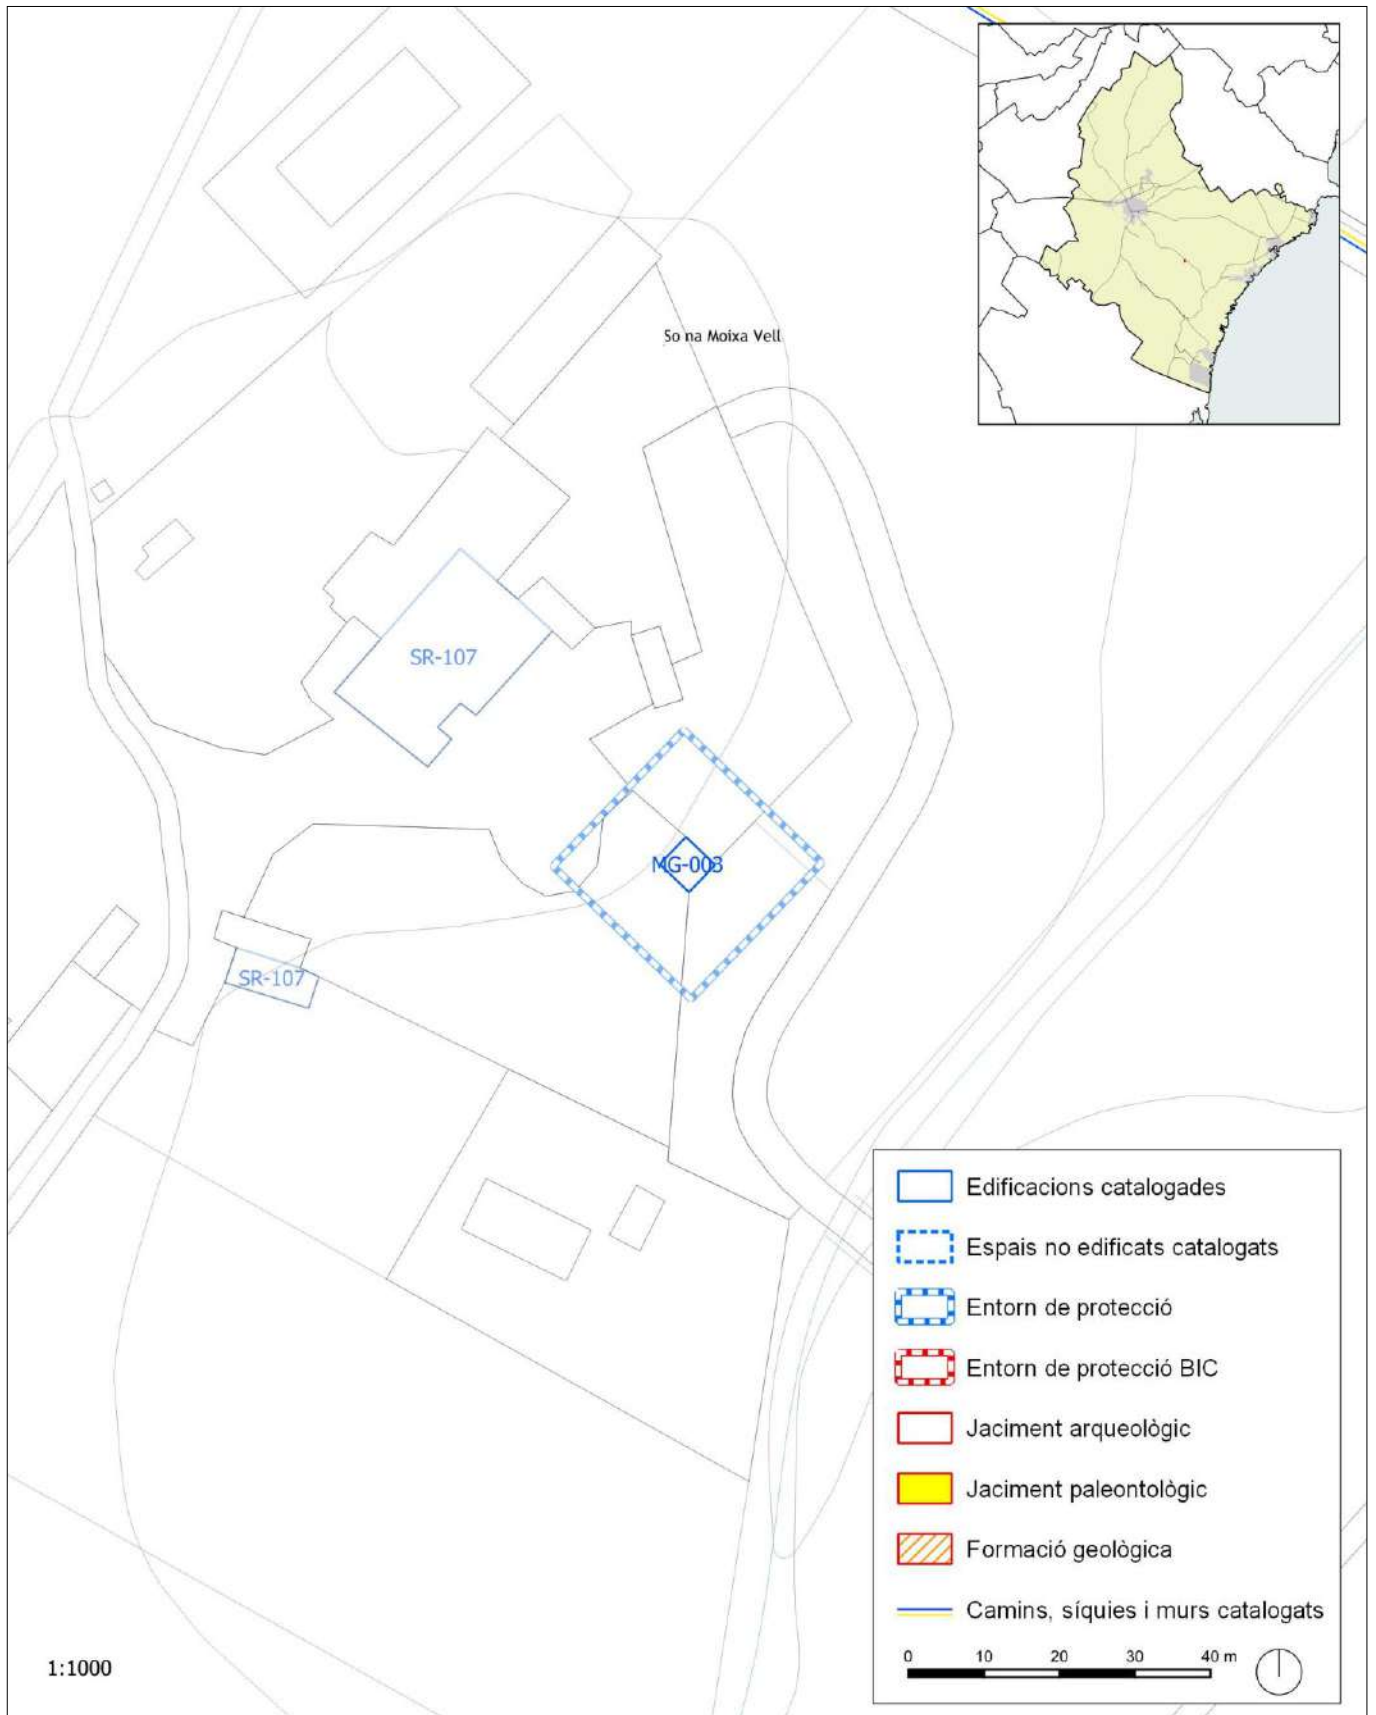 So na Moixa Vell
SR-107
MG-003
SR-107
Edificacions catalogades
Espais no edificats catalogats
Entorn de protecció
Entorn de protecció BIC
Jaciment arqueològic
Jaciment paleontològic
Formació geològica
Camins, síquies i murs catalogats
0 10 20 30 40 m
1:1000